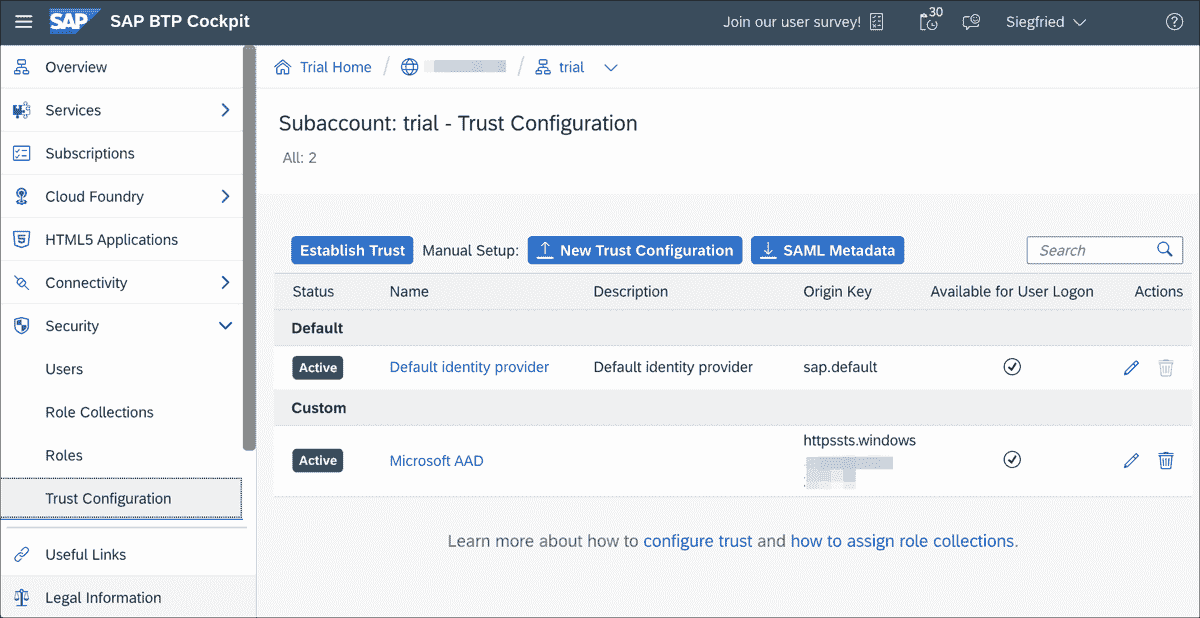 SAP SAP BTP Cockpit Join our user survey! 30 Siegfried
Overview
Services
Subscriptions
Cloud Foundry
HTML5 Applications
Connectivity
Security
Users
Role Collections
Roles
Trust Configuration
Useful Links
Legal Information
Trial Home / / trial
Subaccount: trial - Trust Configuration
All: 2
Establish Trust Manual Setup: New Trust Configuration SAML Metadata Search
Status Name Description Origin Key Available for User Logon Actions
Default
Active Default identity provider Default identity provider sap.default
Custom
Active Microsoft AAD httpssts.windows
Learn more about how to configure trust and how to assign role collections.